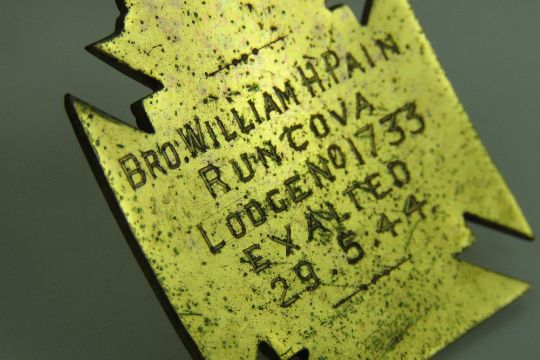 BRO. WILLIAM H. PAIN
RUNCOVA
LODGE NO 1733
EXALTED
29.5.44